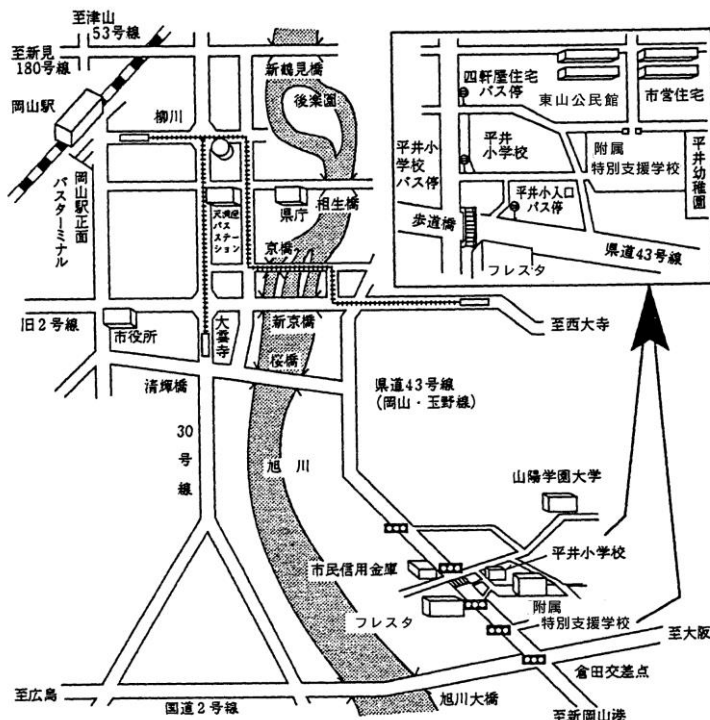 至津山
53号線
至新見
180号線
岡山駅
柳川
新鶴見橋
後楽園
岡山駅正面
バスターミナル
天満屋
バス
ステーション
県庁
相生橋
京橋
旧2号線
市役所
大雲寺
新京橋
至西大寺
桜橋
清輝橋
県道43号線
(岡山・玉野線)
30号線
旭川
山陽学園大学
市民信用金庫
平井小学校
フレスタ
附属
特別支援学校
至大阪
倉田交差点
至広島
国道2号線
旭川大橋
至新岡山港
四軒屋住宅
バス停
東山公民館
市営住宅
平井小
学校
バス停
平井
小学校
附属
特別支援学校
平井幼稚園
平井小入口
バス停
歩道橋
県道43号線
フレスタ